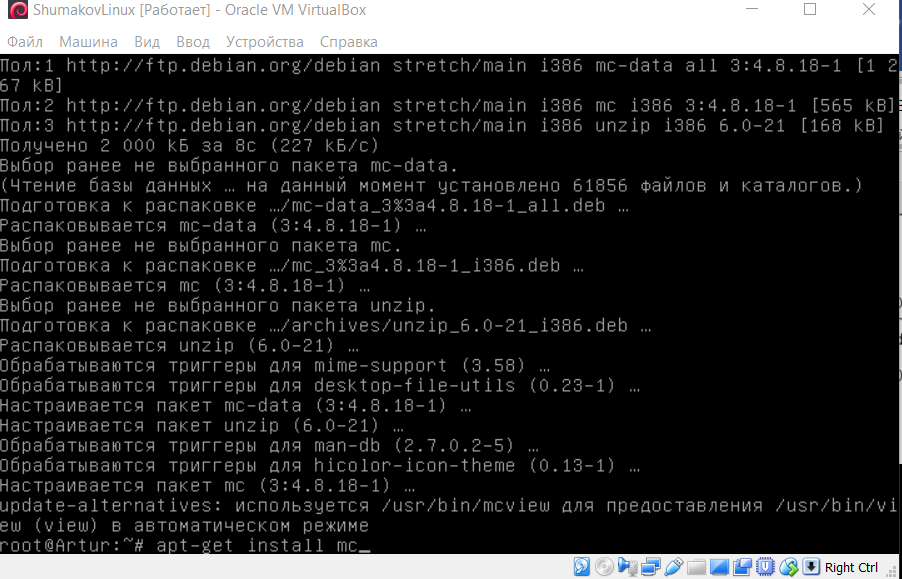 ShumakovLinux [Работает] - Oracle VM VirtualBox
Файл Машина Вид Ввод Устройства Справка
Пол:1 http://ftp.debian.org/debian stretch/main i386 mc-data all 3:4.8.18-1 [1 2
67 kB]
Пол:2 http://ftp.debian.org/debian stretch/main i386 mc i386 3:4.8.18-1 [565 kB]
Пол:3 http://ftp.debian.org/debian stretch/main i386 unzip i386 6.0-21 [168 kB]
Получено 2 000 кБ за 8с (227 кБ/c)
Выбор ранее не выбранного пакета mc-data.
(Чтение базы данных … на данный момент установлено 61856 файлов и каталогов.)
Подготовка к распаковке …/mc-data_3%3a4.8.18-1_all.deb …
Распаковывается mc-data (3:4.8.18-1) …
Выбор ранее не выбранного пакета mc.
Подготовка к распаковке …/mc_3%3a4.8.18-1_i386.deb …
Распаковывается mc (3:4.8.18-1) …
Выбор ранее не выбранного пакета unzip.
Подготовка к распаковке …/archives/unzip_6.0-21_i386.deb …
Распаковывается unzip (6.0-21) …
Обрабатываются триггеры для mime-support (3.58) …
Обрабатываются триггеры для desktop-file-utils (0.23-1) …
Настраивается пакет mc-data (3:4.8.18-1) …
Настраивается пакет unzip (6.0-21) …
Обрабатываются триггеры для man-db (2.7.0.2-5) …
Обрабатываются триггеры для hicolor-icon-theme (0.13-1) …
Настраивается пакет mc (3:4.8.18-1) …
update-alternatives: используется /usr/bin/mcview для предоставления /usr/bin/vi
ew (view) в автоматическом режиме
root@Artur:~# apt-get install mc_
Right Ctrl